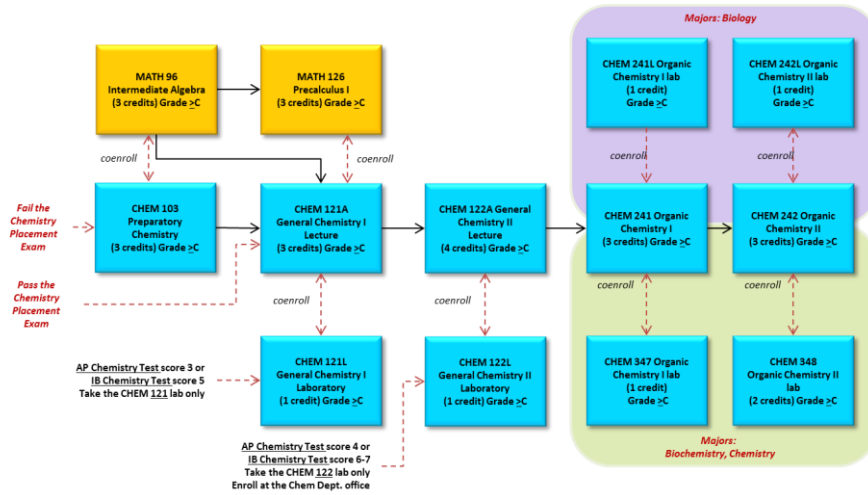 Majors: Biology
MATH 96
Intermediate Algebra
(3 credits) Grade >C
MATH 126
Precalculus I
(3 credits) Grade >C
CHEM 241L Organic
Chemistry I lab
(1 credit)
Grade >C
CHEM 242L Organic
Chemistry II lab
(1 credit)
Grade >C
coenroll
coenroll
coenroll
coenroll
Fail the
Chemistry
Placement
Exam
CHEM 103
Preparatory
Chemistry
(3 credits) Grade >C
CHEM 121A
General Chemistry I
Lecture
(3 credits) Grade >C
CHEM 122A General
Chemistry II
Lecture
(4 credits) Grade >C
CHEM 241 Organic
Chemistry I
(3 credits) Grade >C
CHEM 242 Organic
Chemistry II
(3 credits) Grade >C
Pass the
Chemistry
Placement
Exam
coenroll
coenroll
coenroll
coenroll
AP Chemistry Test score 3 or
IB Chemistry Test score 5
Take the CHEM 121 lab only
CHEM 121L
General Chemistry I
Laboratory
(1 credit) Grade >C
CHEM 122L
General Chemistry II
Laboratory
(1 credit) Grade >C
CHEM 347 Organic
Chemistry I lab
(1 credit)
Grade >C
CHEM 348
Organic Chemistry II
lab
(2 credits) Grade >C
AP Chemistry Test score 4 or
IB Chemistry Test score 6-7
Take the CHEM 122 lab only
Enroll at the Chem Dept. office
Majors:
Biochemistry, Chemistry